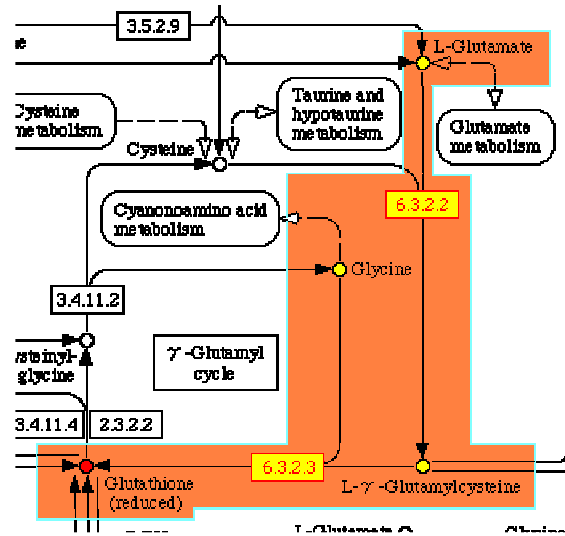 3.5.2.9
L-Glutamate
Taurine and
hypotaurine
metabolism
Cysteine
metabolism
Glutamate
metabolism
Cysteine
6.3.2.2
Cyanonoamino acid
metabolism
Glycine
3.4.11.2
γ-Glutamyl
cycle
ysteinyl-
glycine
3.4.11.4
2.3.2.2
6.3.2.3
Glutathione
(reduced)
L-γ-Glutamylcysteine